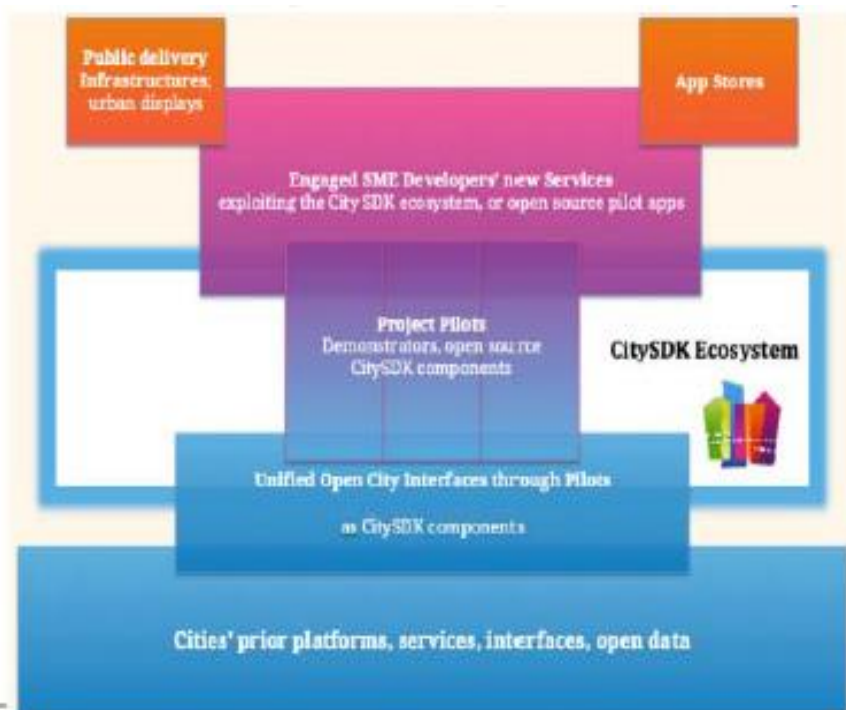 Public delivery
Infrastructures;
urban displays
App Stores
Engaged SME Developers' new Services
exploiting the City SDK ecosystem, or open source pilot apps
Project Pilots
Demonstrators, open source
CitySDK components
CitySDK Ecosystem
Unified Open City Interfaces through Pilots
as CitySDK components
Cities' prior platforms, services, interfaces, open data